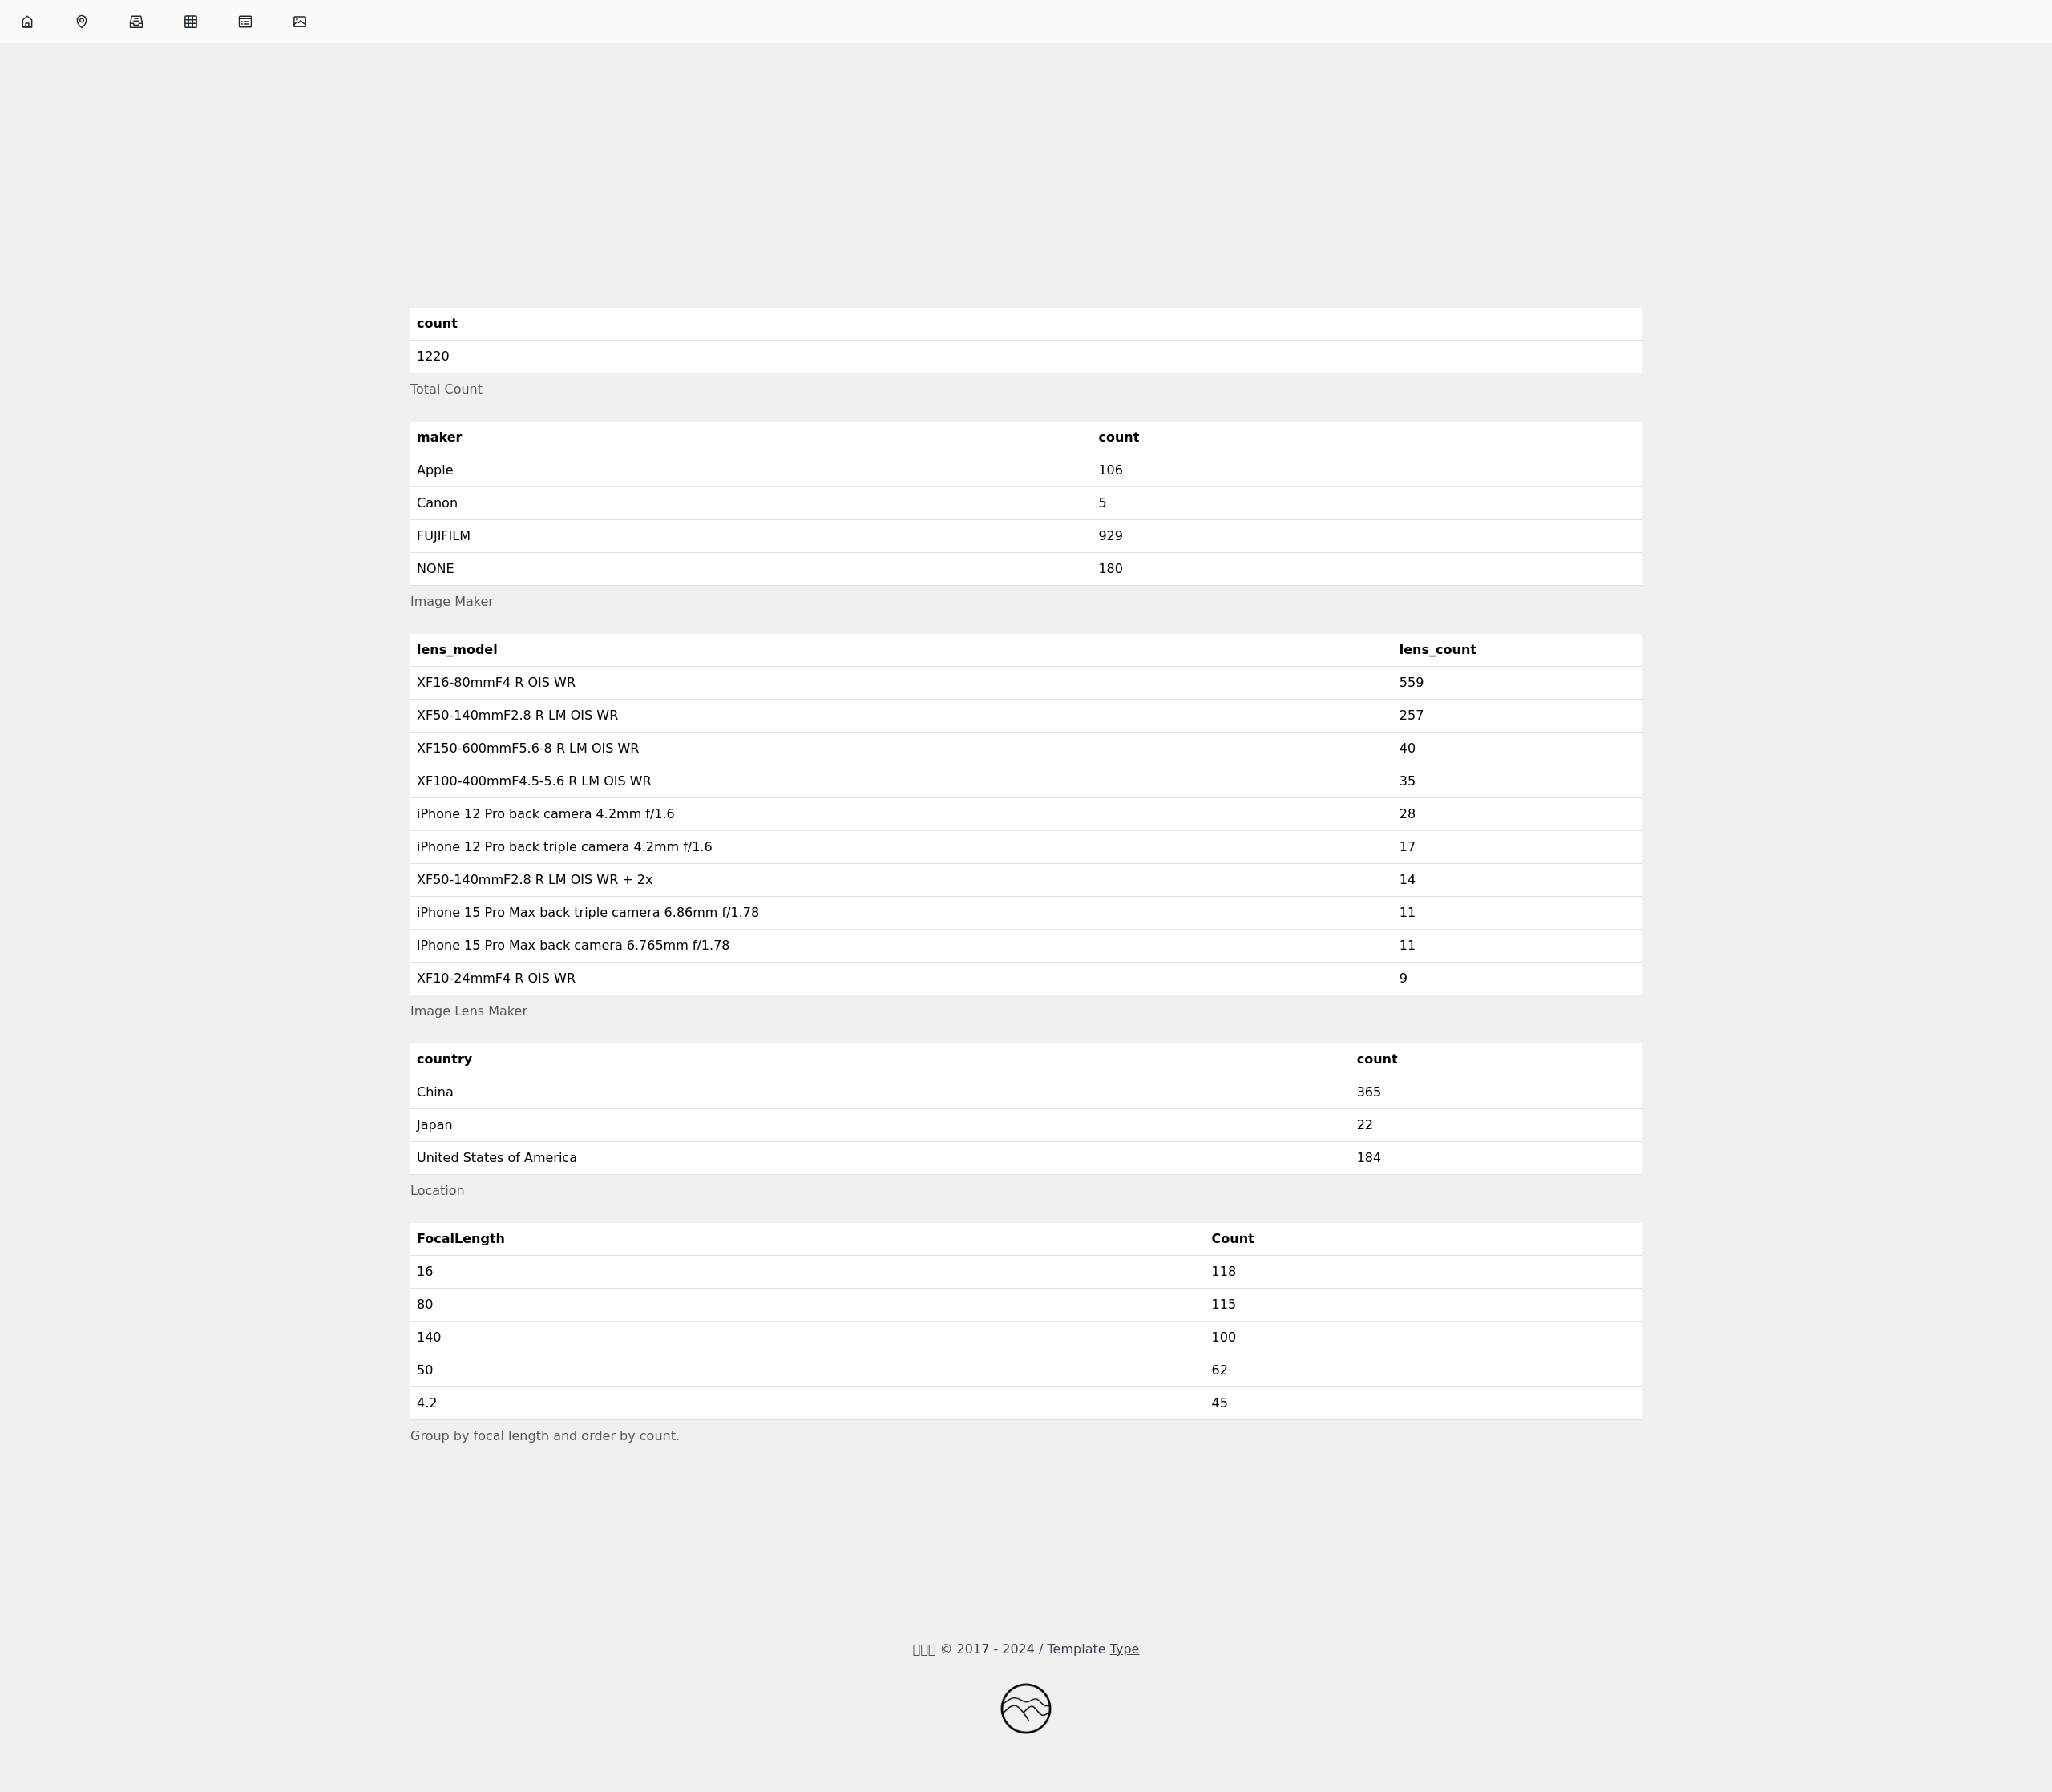 count
1220
Total Count
maker count
Apple 106
Canon 5
FUJIFILM 929
NONE 180
Image Maker
lens_model lens_count
XF16-80mmF4 R OIS WR 559
XF50-140mmF2.8 R LM OIS WR 257
XF150-600mmF5.6-8 R LM OIS WR 40
XF100-400mmF4.5-5.6 R LM OIS WR 35
iPhone 12 Pro back camera 4.2mm f/1.6 28
iPhone 12 Pro back triple camera 4.2mm f/1.6 17
XF50-140mmF2.8 R LM OIS WR + 2x 14
iPhone 15 Pro Max back triple camera 6.86mm f/1.78 11
iPhone 15 Pro Max back camera 6.765mm f/1.78 11
XF10-24mmF4 R OIS WR 9
Image Lens Maker
country count
China 365
Japan 22
United States of America 184
Location
FocalLength Count
16 118
80 115
140 100
50 62
4.2 45
Group by focal length and order by count.
© 2017 - 2024 / Template Type